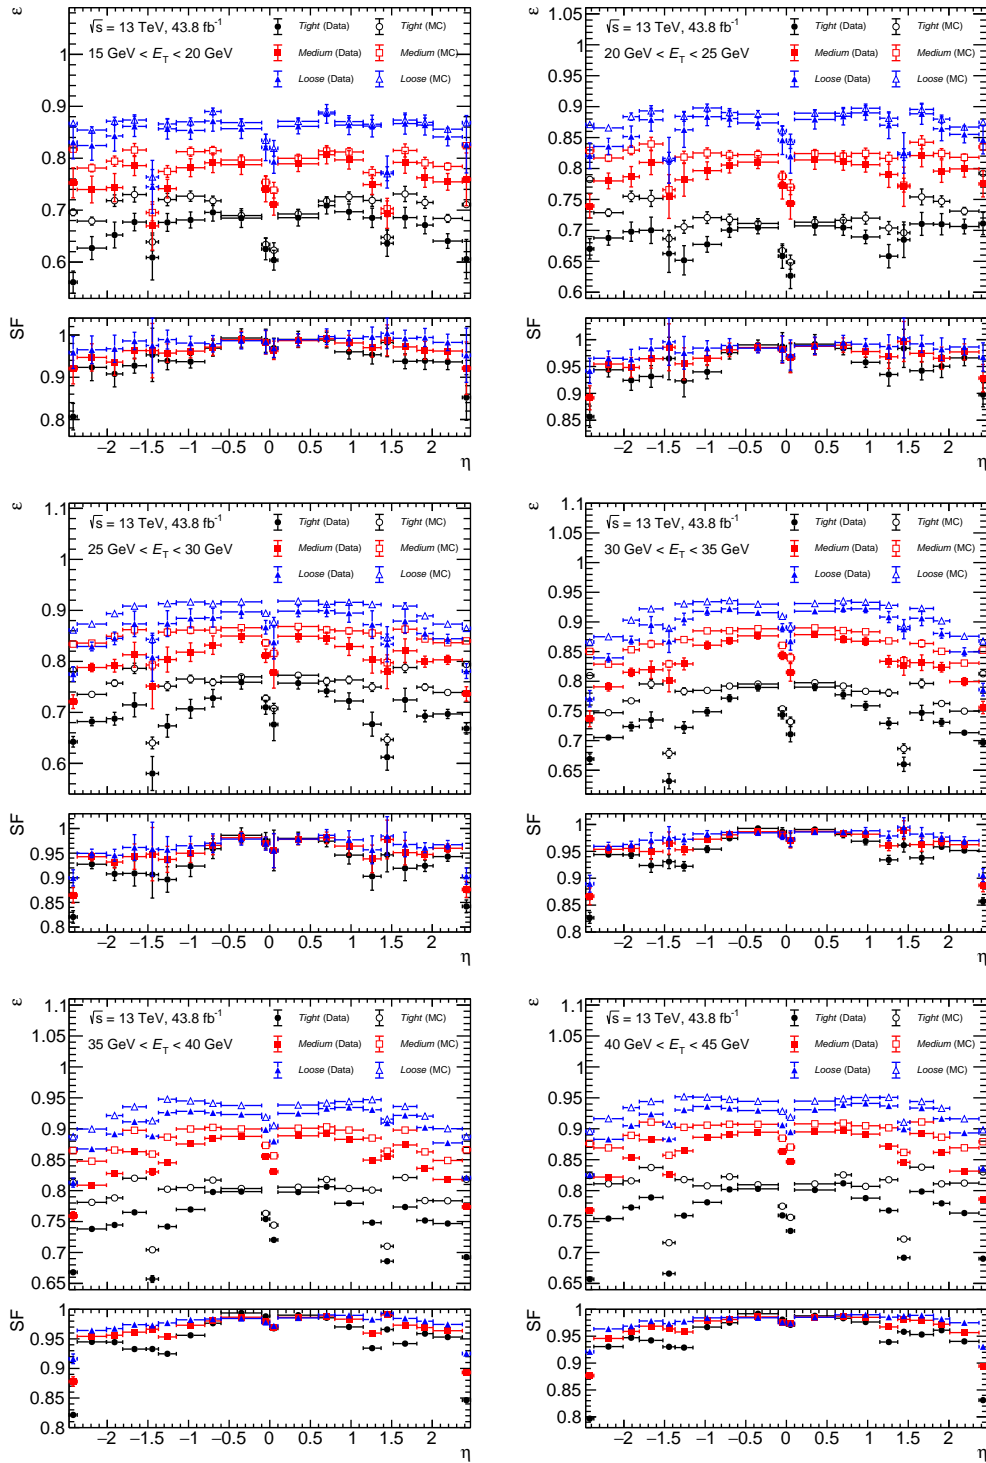 ε
√s = 13 TeV, 43.8 fb⁻¹
15 GeV < E_T < 20 GeV
Tight (Data) Tight (MC)
Medium (Data) Medium (MC)
Loose (Data) Loose (MC)
1
0.9
0.8
0.7
0.6
SF
1
0.9
0.8
−2 −1.5 −1 −0.5 0 0.5 1 1.5 2
η
ε
√s = 13 TeV, 43.8 fb⁻¹
20 GeV < E_T < 25 GeV
Tight (Data) Tight (MC)
Medium (Data) Medium (MC)
Loose (Data) Loose (MC)
1.05
1
0.95
0.9
0.85
0.8
0.75
0.7
0.65
0.6
SF
1
0.95
0.9
0.85
−2 −1.5 −1 −0.5 0 0.5 1 1.5 2
η
ε
√s = 13 TeV, 43.8 fb⁻¹
25 GeV < E_T < 30 GeV
Tight (Data) Tight (MC)
Medium (Data) Medium (MC)
Loose (Data) Loose (MC)
1.1
1
0.9
0.8
0.7
0.6
SF
1
0.95
0.9
0.85
0.8
−2 −1.5 −1 −0.5 0 0.5 1 1.5 2
η
ε
√s = 13 TeV, 43.8 fb⁻¹
30 GeV < E_T < 35 GeV
Tight (Data) Tight (MC)
Medium (Data) Medium (MC)
Loose (Data) Loose (MC)
1.1
1.05
1
0.95
0.9
0.85
0.8
0.75
0.7
0.65
SF
1
0.95
0.9
0.85
0.8
−2 −1.5 −1 −0.5 0 0.5 1 1.5 2
η
ε
√s = 13 TeV, 43.8 fb⁻¹
35 GeV < E_T < 40 GeV
Tight (Data) Tight (MC)
Medium (Data) Medium (MC)
Loose (Data) Loose (MC)
1.1
1.05
1
0.95
0.9
0.85
0.8
0.75
0.7
0.65
SF
1
0.95
0.9
0.85
0.8
−2 −1.5 −1 −0.5 0 0.5 1 1.5 2
η
ε
√s = 13 TeV, 43.8 fb⁻¹
40 GeV < E_T < 45 GeV
Tight (Data) Tight (MC)
Medium (Data) Medium (MC)
Loose (Data) Loose (MC)
1.1
1.05
1
0.95
0.9
0.85
0.8
0.75
0.7
0.65
SF
1
0.95
0.9
0.85
0.8
−2 −1.5 −1 −0.5 0 0.5 1 1.5 2
η